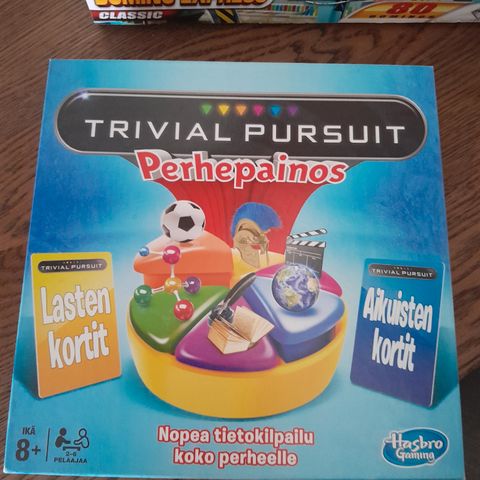 CLASSIC
80
TRIVIAL PURSUIT
Perhepainos
TRIVIAL PURSUIT
Lasten
kortit
TRIVIAL PURSUIT
Aikuisten
kortit
IKÄ
8+
2-6
PELAAJAA
Nopea tietokilpailu
koko perheelle
Hasbro
Gaming